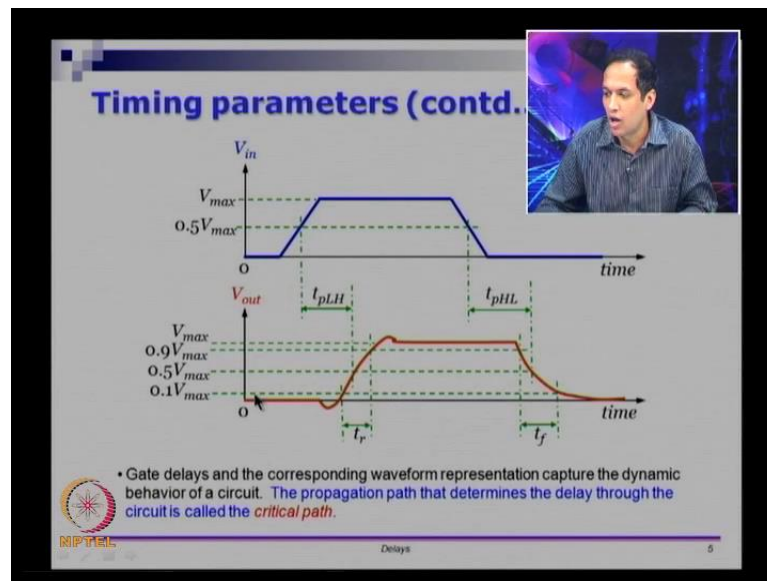 Timing parameters (contd..
V_in
V_max
0.5V_max
0
time
t_pLH
t_pHL
V_out
V_max
0.9V_max
0.5V_max
0.1V_max
0
time
t_r
t_f
• Gate delays and the corresponding waveform representation capture the dynamic
behavior of a circuit. The propagation path that determines the delay through the
circuit is called the critical path.
NPTEL
Delays
5